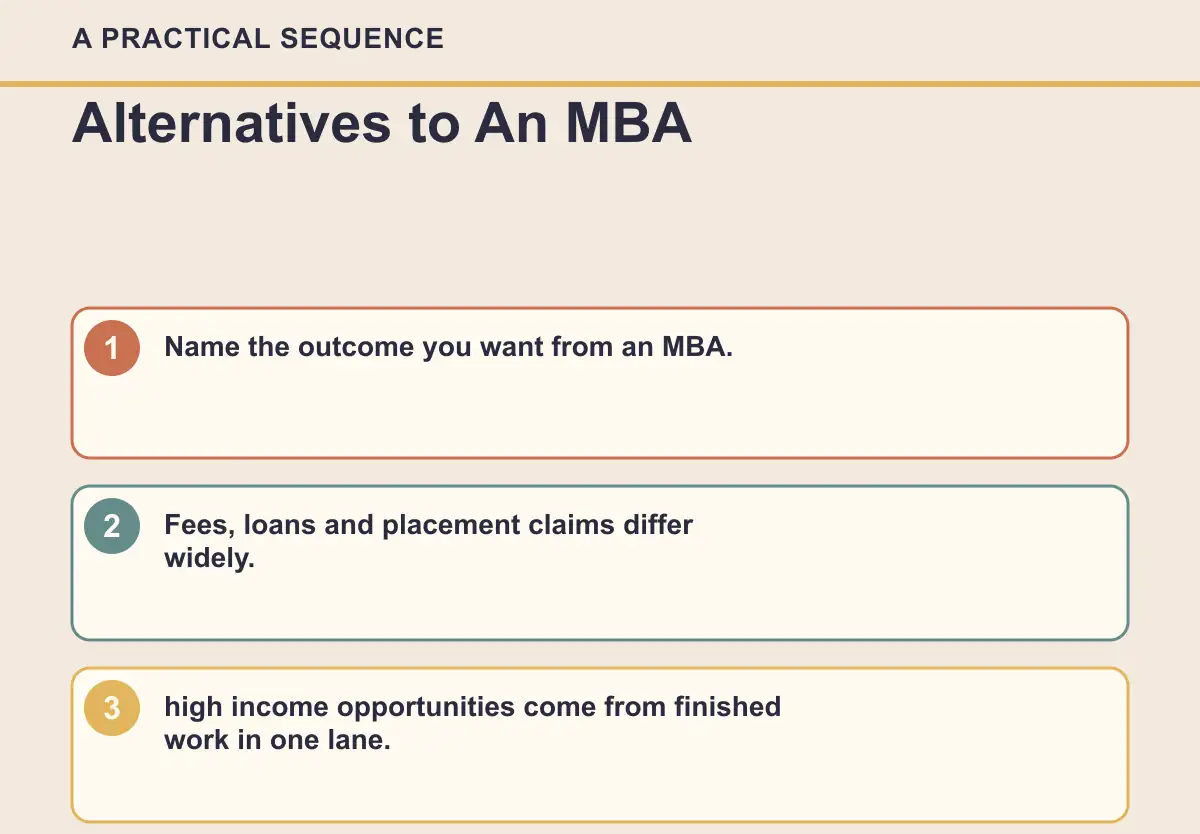 A PRACTICAL SEQUENCE
Alternatives to An MBA
1
Name the outcome you want from an MBA.
2
Fees, loans and placement claims differ
widely.
3
high income opportunities come from finished
work in one lane.